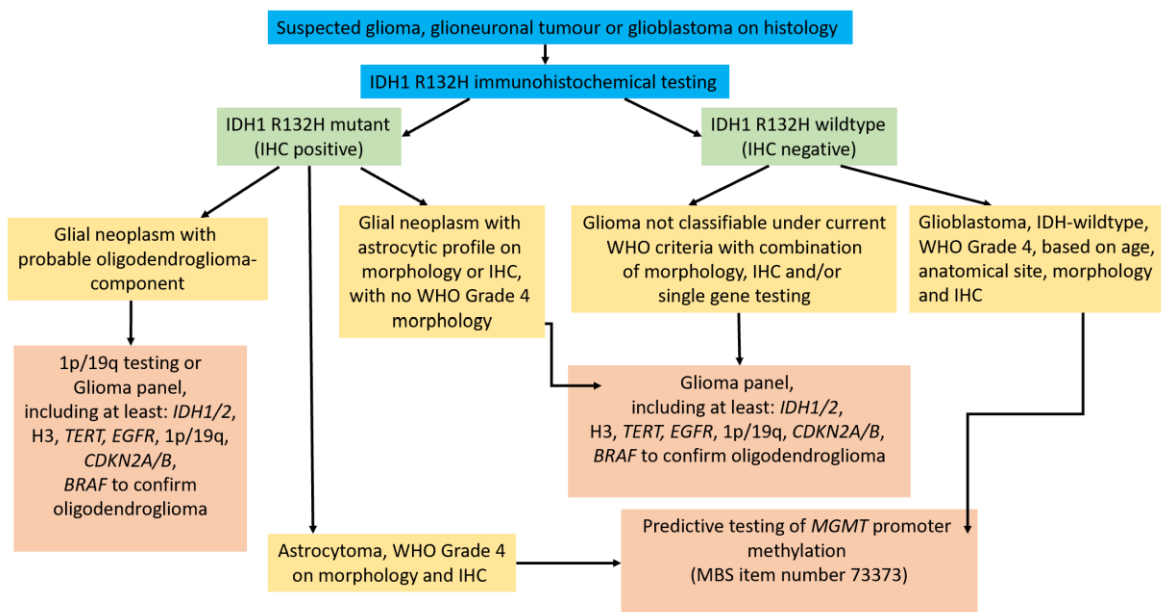 Suspected glioma, glioneuronal tumour or glioblastoma on histology
IDH1 R132H immunohistochemical testing
IDH1 R132H mutant
(IHC positive)
IDH1 R132H wildtype
(IHC negative)
Glial neoplasm with
probable oligodendroglioma-
component
Glial neoplasm with
astrocytic profile on
morphology or IHC,
with no WHO Grade 4
morphology
Glioma not classifiable under current
WHO criteria with combination
of morphology, IHC and/or
single gene testing
Glioblastoma, IDH-wildtype,
WHO Grade 4, based on age,
anatomical site, morphology
and IHC
1p/19q testing or
Glioma panel,
including at least: IDH1/2,
H3, TERT, EGFR, 1p/19q,
CDKN2A/B,
BRAF to confirm
oligodendroglioma
Glioma panel,
including at least: IDH1/2,
H3, TERT, EGFR, 1p/19q, CDKN2A/B,
BRAF to confirm oligodendroglioma
Astrocytoma, WHO Grade 4
on morphology and IHC
Predictive testing of MGMT promoter
methylation
(MBS item number 73373)